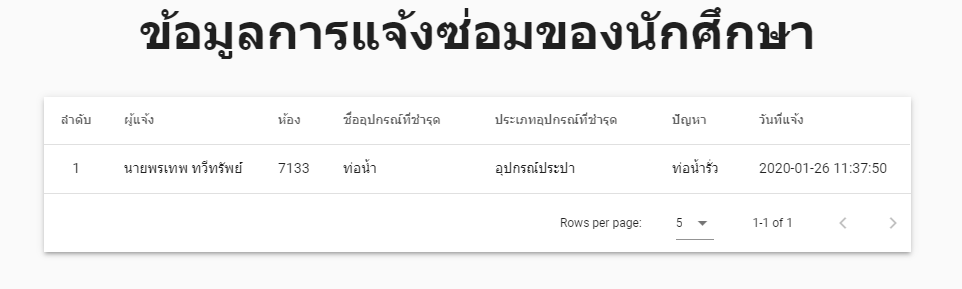 ข้อมูลการแจ้งซ่อมของนักศึกษา
ลำดับ ผู้แจ้ง ห้อง ชื่ออุปกรณ์ที่ชำรุด ประเภทอุปกรณ์ที่ชำรุด ปัญหา วันที่แจ้ง
1 นายพรเทพ ทวีทรัพย์ 7133 ท่อน้ำ อุปกรณ์ประปา ท่อน้ำรั่ว 2020-01-26 11:37:50
Rows per page: 5 1-1 of 1